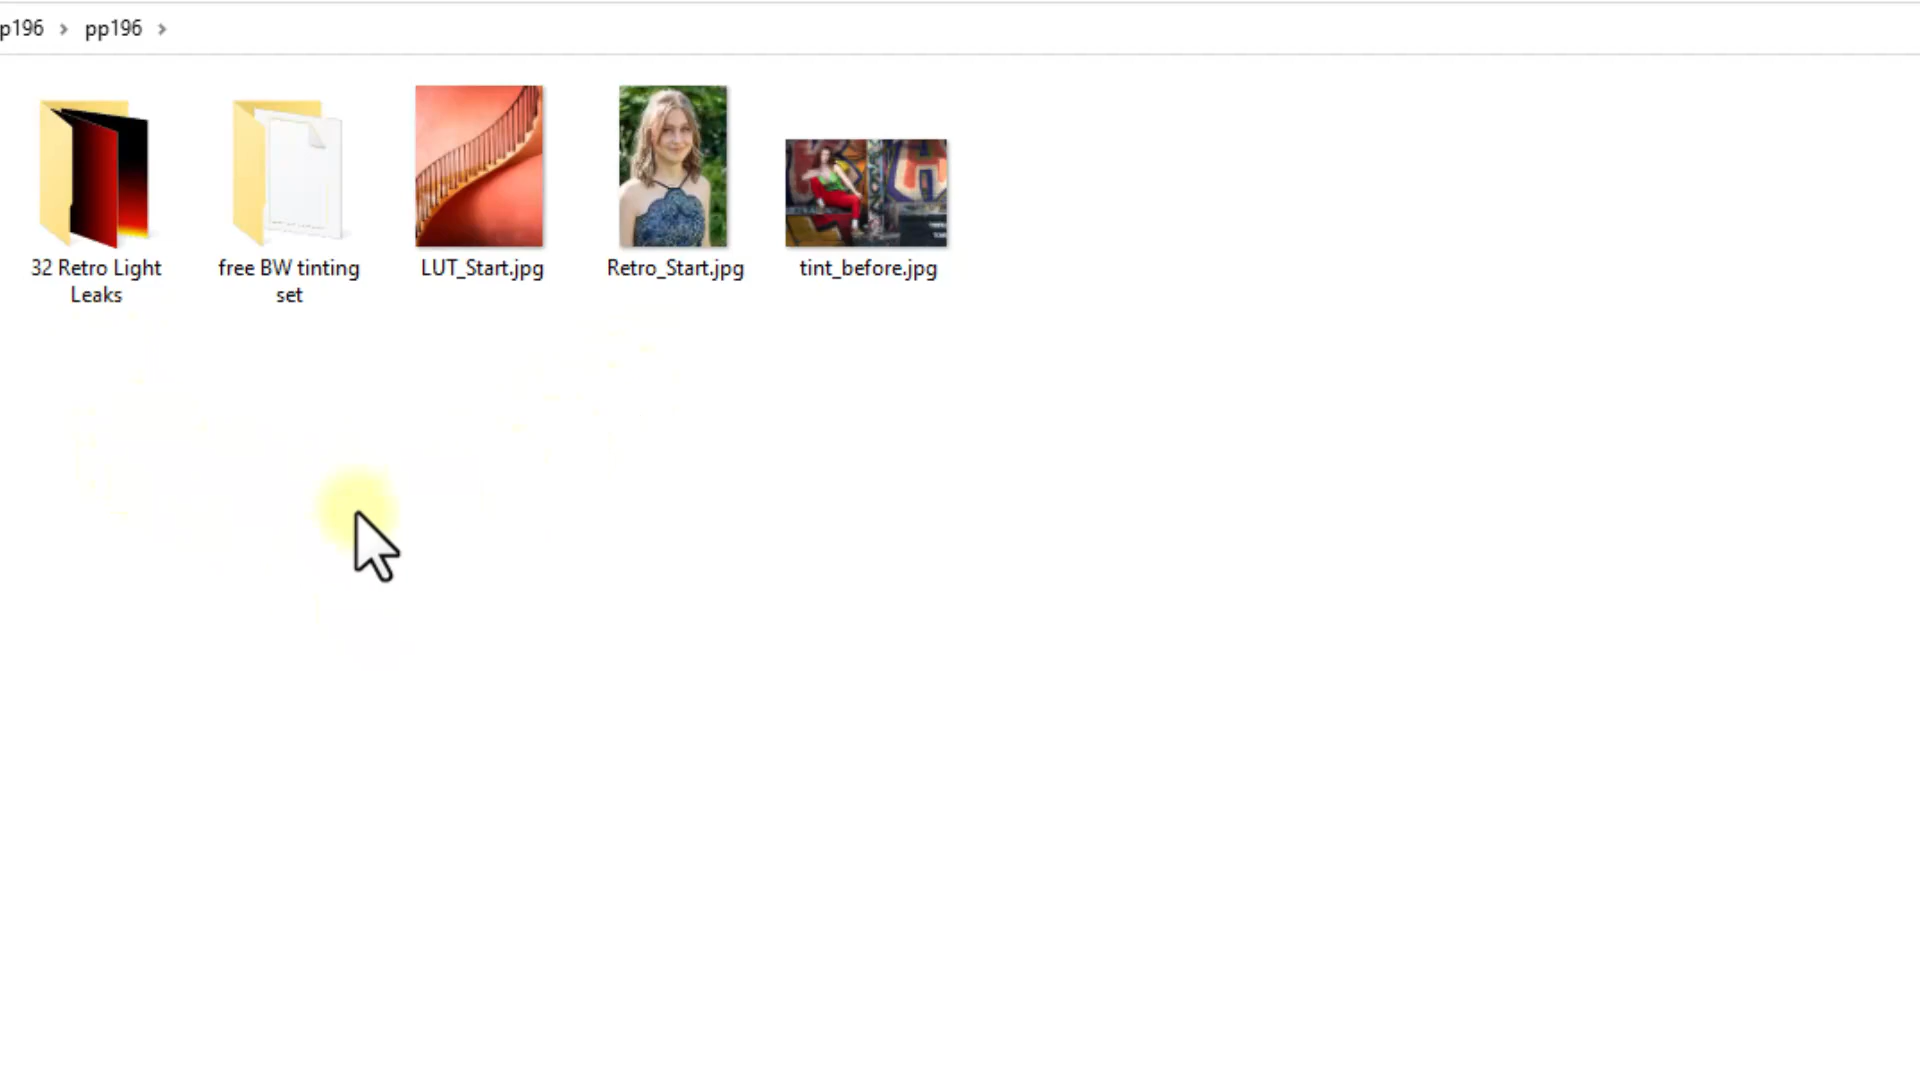 p196 > pp196 >
32 Retro Light
Leaks
free BW tinting
set
LUT_Start.jpg
Retro_Start.jpg
tint_before.jpg